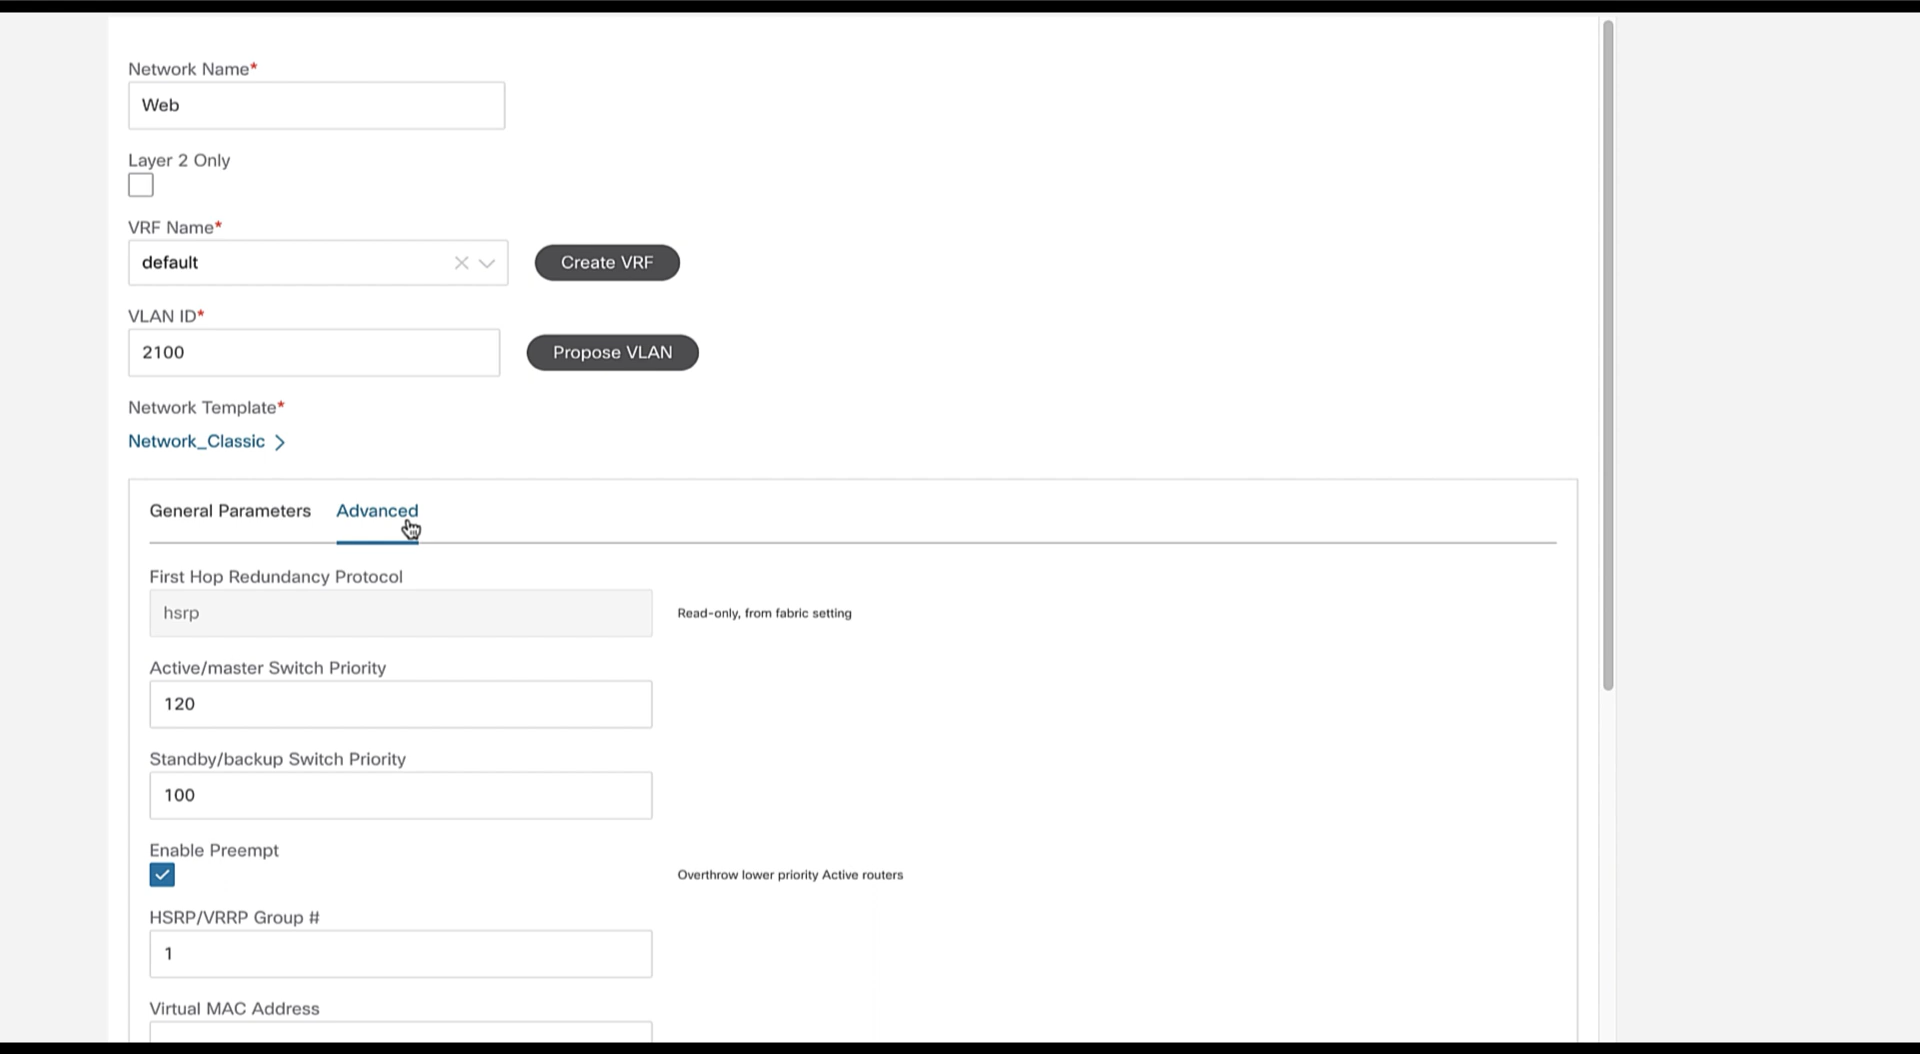 Network Name*
Web
Layer 2 Only
VRF Name*
default
Create VRF
VLAN ID*
2100
Propose VLAN
Network Template*
Network_Classic
General Parameters
Advanced
First Hop Redundancy Protocol
hsrp
Read-only, from fabric setting
Active/master Switch Priority
120
Standby/backup Switch Priority
100
Enable Preempt
Overthrow lower priority Active routers
HSRP/VRRP Group #
1
Virtual MAC Address